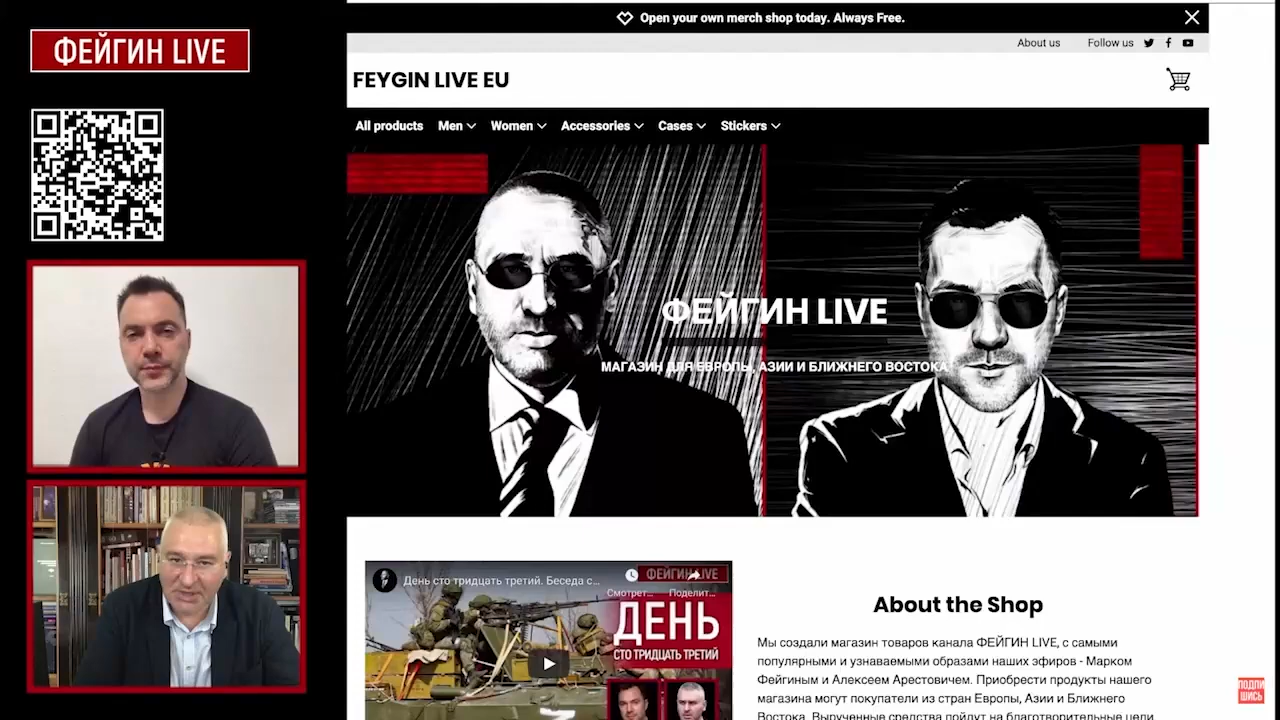 ФЕЙГИН LIVE
Open your own merch shop today. Always Free.
About us
Follow us
FEYGIN LIVE EU
All products
Men
Women
Accessories
Cases
Stickers
ФЕЙГИН LIVE
МАГАЗИН ДЛЯ ЕВРОПЫ, АЗИИ И БЛИЖНЕГО ВОСТОКА
День сто тридцать третий. Беседа с...
ФЕЙГИН LIVE
Смотрет...
Поделит...
ДЕНЬ
СТО ТРИДЦАТЬ ТРЕТИЙ
About the Shop
Мы создали магазин товаров канала ФЕЙГИН LIVE, с самыми
популярными и узнаваемыми образами наших эфиров - Марком
Фейгиным и Алексеем Арестовичем. Приобрести продукты нашего
магазина могут покупатели из стран Европы, Азии и Ближнего
Востока. Вырученные средства пойдут на благотворительные цели
ПОДПИ
ШИСЬ